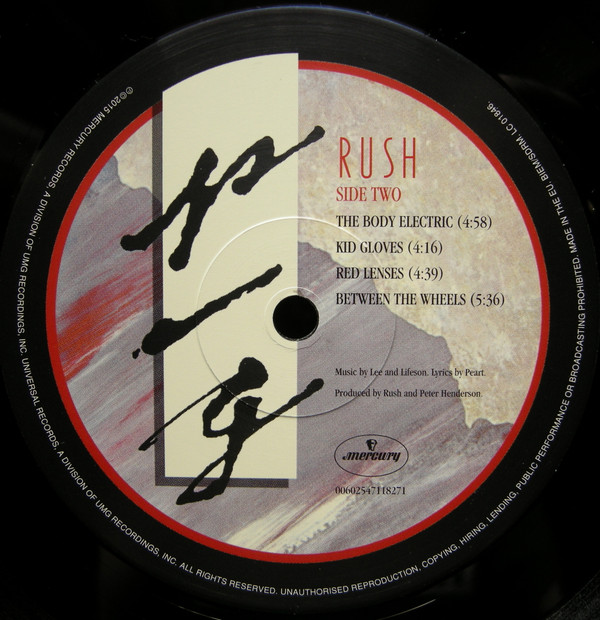 RUSH
SIDE TWO
THE BODY ELECTRIC (4:58)
KID GLOVES (4:16)
RED LENSES (4:39)
BETWEEN THE WHEELS (5:36)
Music by Lee and Lifeson. Lyrics by Peart.
Produced by Rush and Peter Henderson.
mercury
00602547118271
℗©2015 MERCURY RECORDS, A DIVISION OF UMG RECORDINGS, INC. UNIVERSAL RECORDS, A DIVISION OF UMG RECORDINGS, INC. ALL RIGHTS RESERVED. UNAUTHORISED REPRODUCTION, COPYING, HIRING, LENDING, PUBLIC PERFORMANCE OR BROADCASTING PROHIBITED. MADE IN THE EU. BIEM/SDRM. LC 01846.